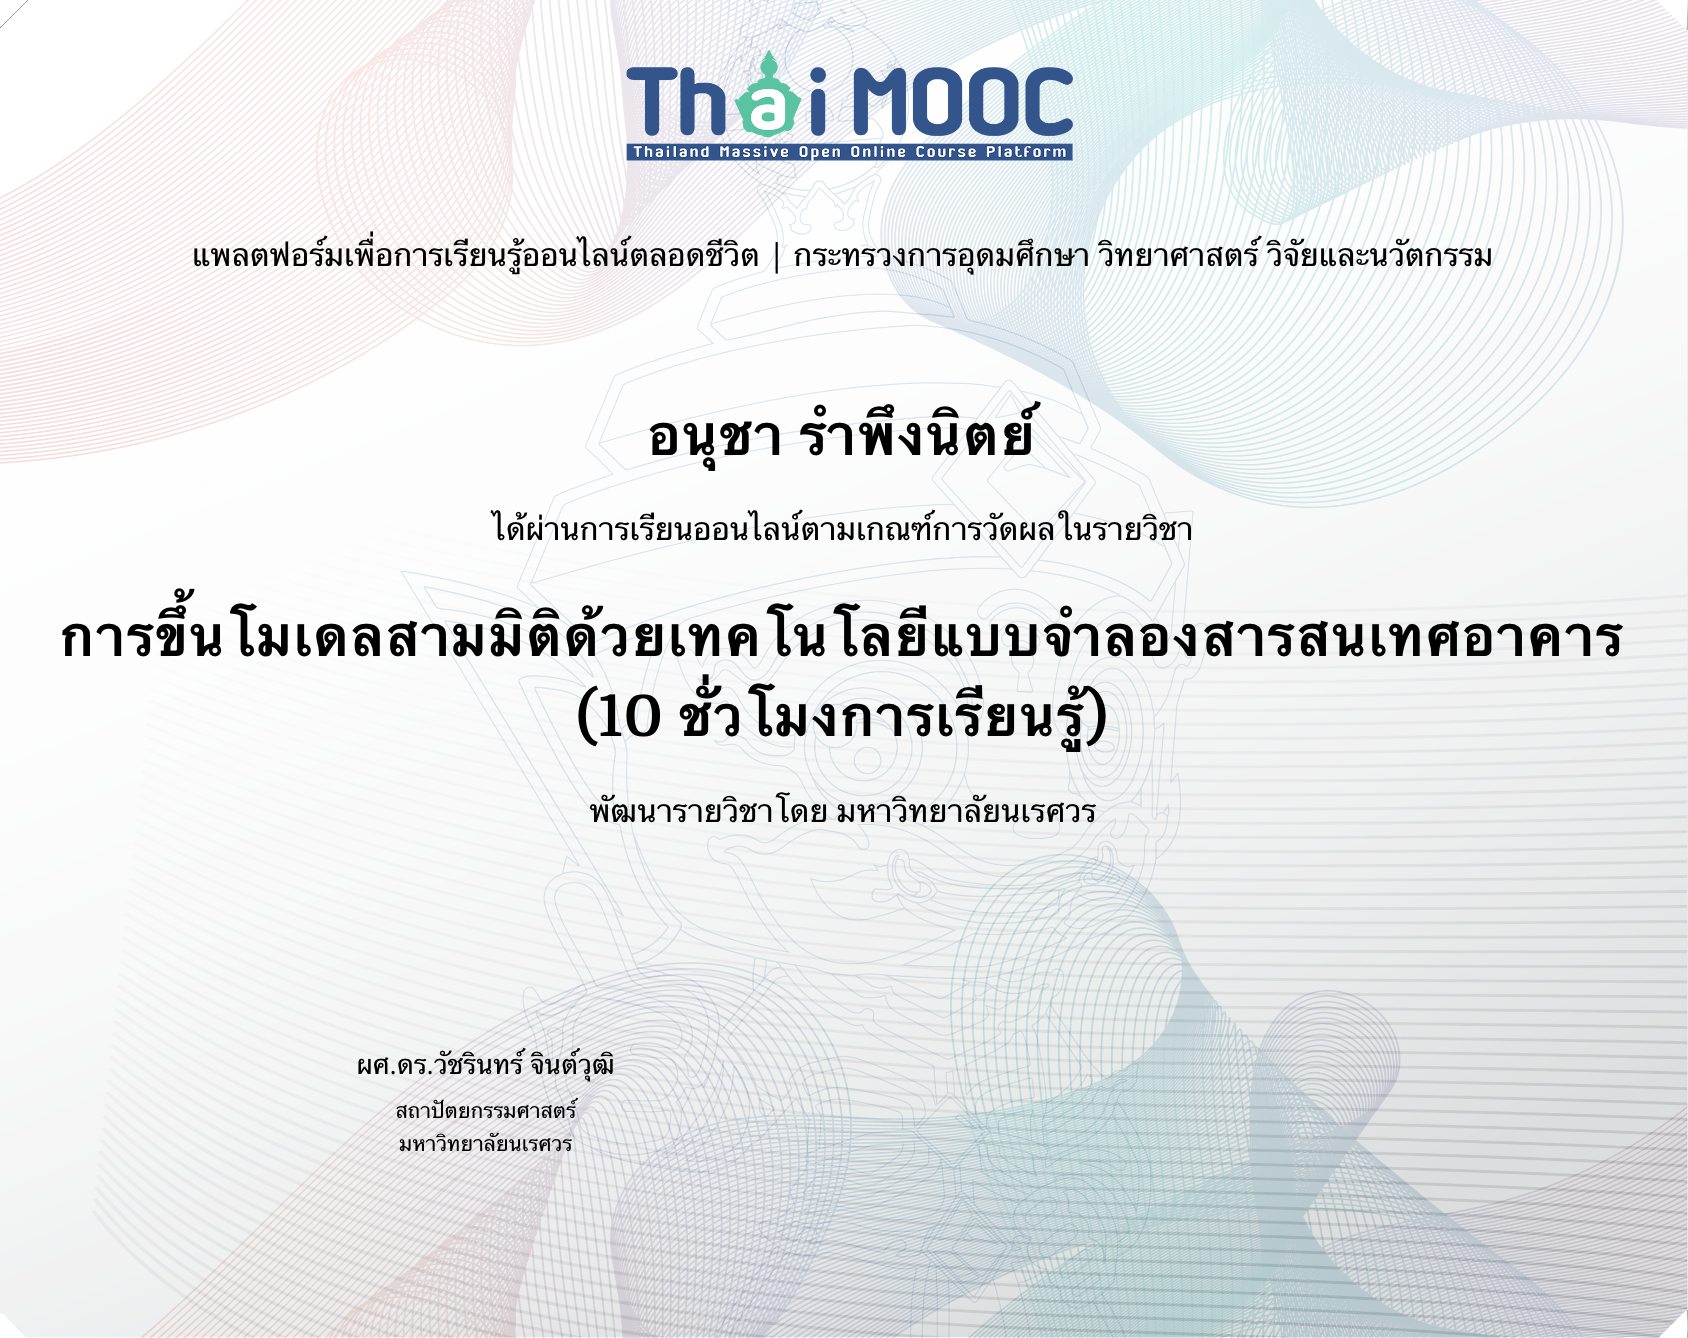 Thai MOOC
Thailand Massive Open Online Course Platform
แพลตฟอร์มเพื่อการเรียนรู้ออนไลน์ตลอดชีวิต | กระทรวงการอุดมศึกษา วิทยาศาสตร์ วิจัยและนวัตกรรม
อนุชา รำพึงนิตย์
ได้ผ่านการเรียนออนไลน์ตามเกณฑ์การวัดผลในรายวิชา
การขึ้นโมเดลสามมิติด้วยเทคโนโลยีแบบจำลองสารสนเทศอาคาร
(10 ชั่วโมงการเรียนรู้)
พัฒนารายวิชาโดย มหาวิทยาลัยนเรศวร
ผศ.ดร.วัชรินทร์ จินต์วุฒิ
สถาปัตยกรรมศาสตร์
มหาวิทยาลัยนเรศวร